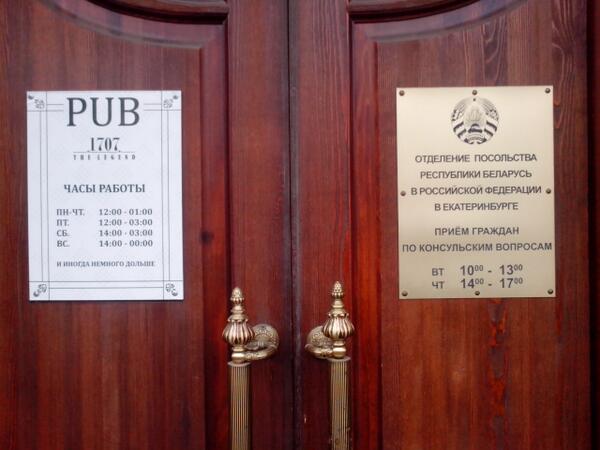 PUB
1707
THE LEGEND
ЧАСЫ РАБОТЫ
ПН-ЧТ. 12:00 - 01:00
ПТ. 12:00 - 03:00
СБ. 14:00 - 03:00
ВС. 14:00 - 00:00
И ИНОГДА НЕМНОГО ДОЛЬШЕ
ОТДЕЛЕНИЕ ПОСОЛЬСТВА
РЕСПУБЛИКИ БЕЛАРУСЬ
В РОССИЙСКОЙ ФЕДЕРАЦИИ
В ЕКАТЕРИНБУРГЕ
ПРИЁМ ГРАЖДАН
ПО КОНСУЛЬСКИМ ВОПРОСАМ
ВТ 10⁰⁰ - 13⁰⁰
ЧТ 14⁰⁰ - 17⁰⁰